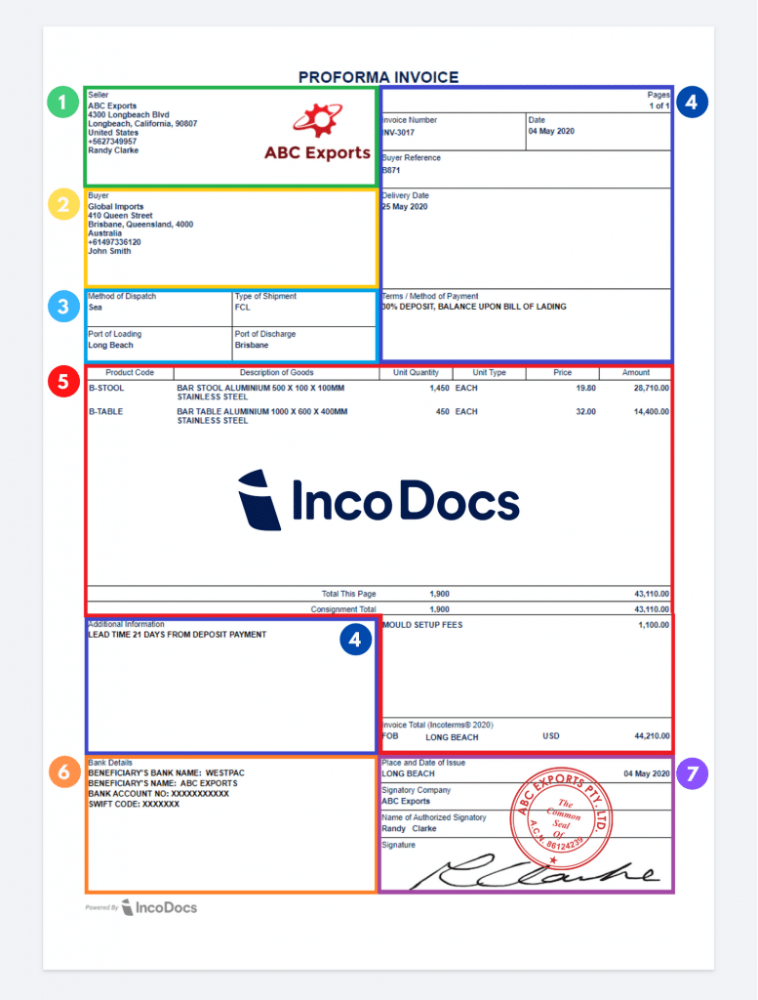 PROFORMA INVOICE
1
Seller
ABC Exports
4300 Longbeach Blvd
Longbeach, California, 90807
United States
+5627349957
Randy Clarke
ABC Exports
4
Pages
1 of 1
Invoice Number
INV-3017
Date
04 May 2020
Buyer Reference
B871
2
Buyer
Global Imports
410 Queen Street
Brisbane, Queensland, 4000
Australia
+61497336120
John Smith
Delivery Date
25 May 2020
3
Method of Dispatch
Sea
Type of Shipment
FCL
Port of Loading
Long Beach
Port of Discharge
Brisbane
Terms / Method of Payment
30% DEPOSIT, BALANCE UPON BILL OF LADING
5
Product Code Description of Goods Unit Quantity Unit Type Price Amount
B-STOOL BAR STOOL ALUMINIUM 500 X 100 X 100MM 1,450 EACH 19.80 28,710.00
STAINLESS STEEL
B-TABLE BAR TABLE ALUMINIUM 1000 X 600 X 400MM 450 EACH 32.00 14,400.00
STAINLESS STEEL
IncoDocs
Total This Page 1,900 43,110.00
Consignment Total 1,900 43,110.00
Additional Information
LEAD TIME 21 DAYS FROM DEPOSIT PAYMENT
4
MOULD SETUP FEES 1,100.00
Invoice Total (Incoterms® 2020)
FOB LONG BEACH USD 44,210.00
6
Bank Details
BENEFICIARY'S BANK NAME: WESTPAC
BENEFICIARY'S NAME: ABC EXPORTS
BANK ACCOUNT NO: XXXXXXXXXXX
SWIFT CODE: XXXXXXX
7
Place and Date of Issue
LONG BEACH 04 May 2020
Signatory Company
ABC Exports
Name of Authorized Signatory
Randy Clarke
Signature
ABC EXPORTS PTY. LTD.
The
Common
Seal
Of
A.C.N. 86124239
R Clarke
Powered By IncoDocs